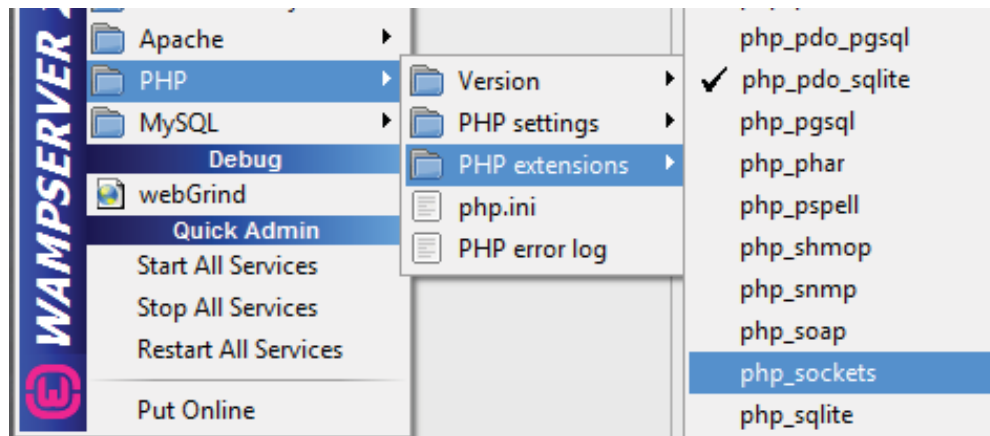 WAMPSERVER
Apache
PHP
MySQL
Debug
webGrind
Quick Admin
Start All Services
Stop All Services
Restart All Services
Put Online
Version
PHP settings
PHP extensions
php.ini
PHP error log
php_pdo_pgsql
php_pdo_sqlite
php_pgsql
php_phar
php_pspell
php_shmop
php_snmp
php_soap
php_sockets
php_sqlite